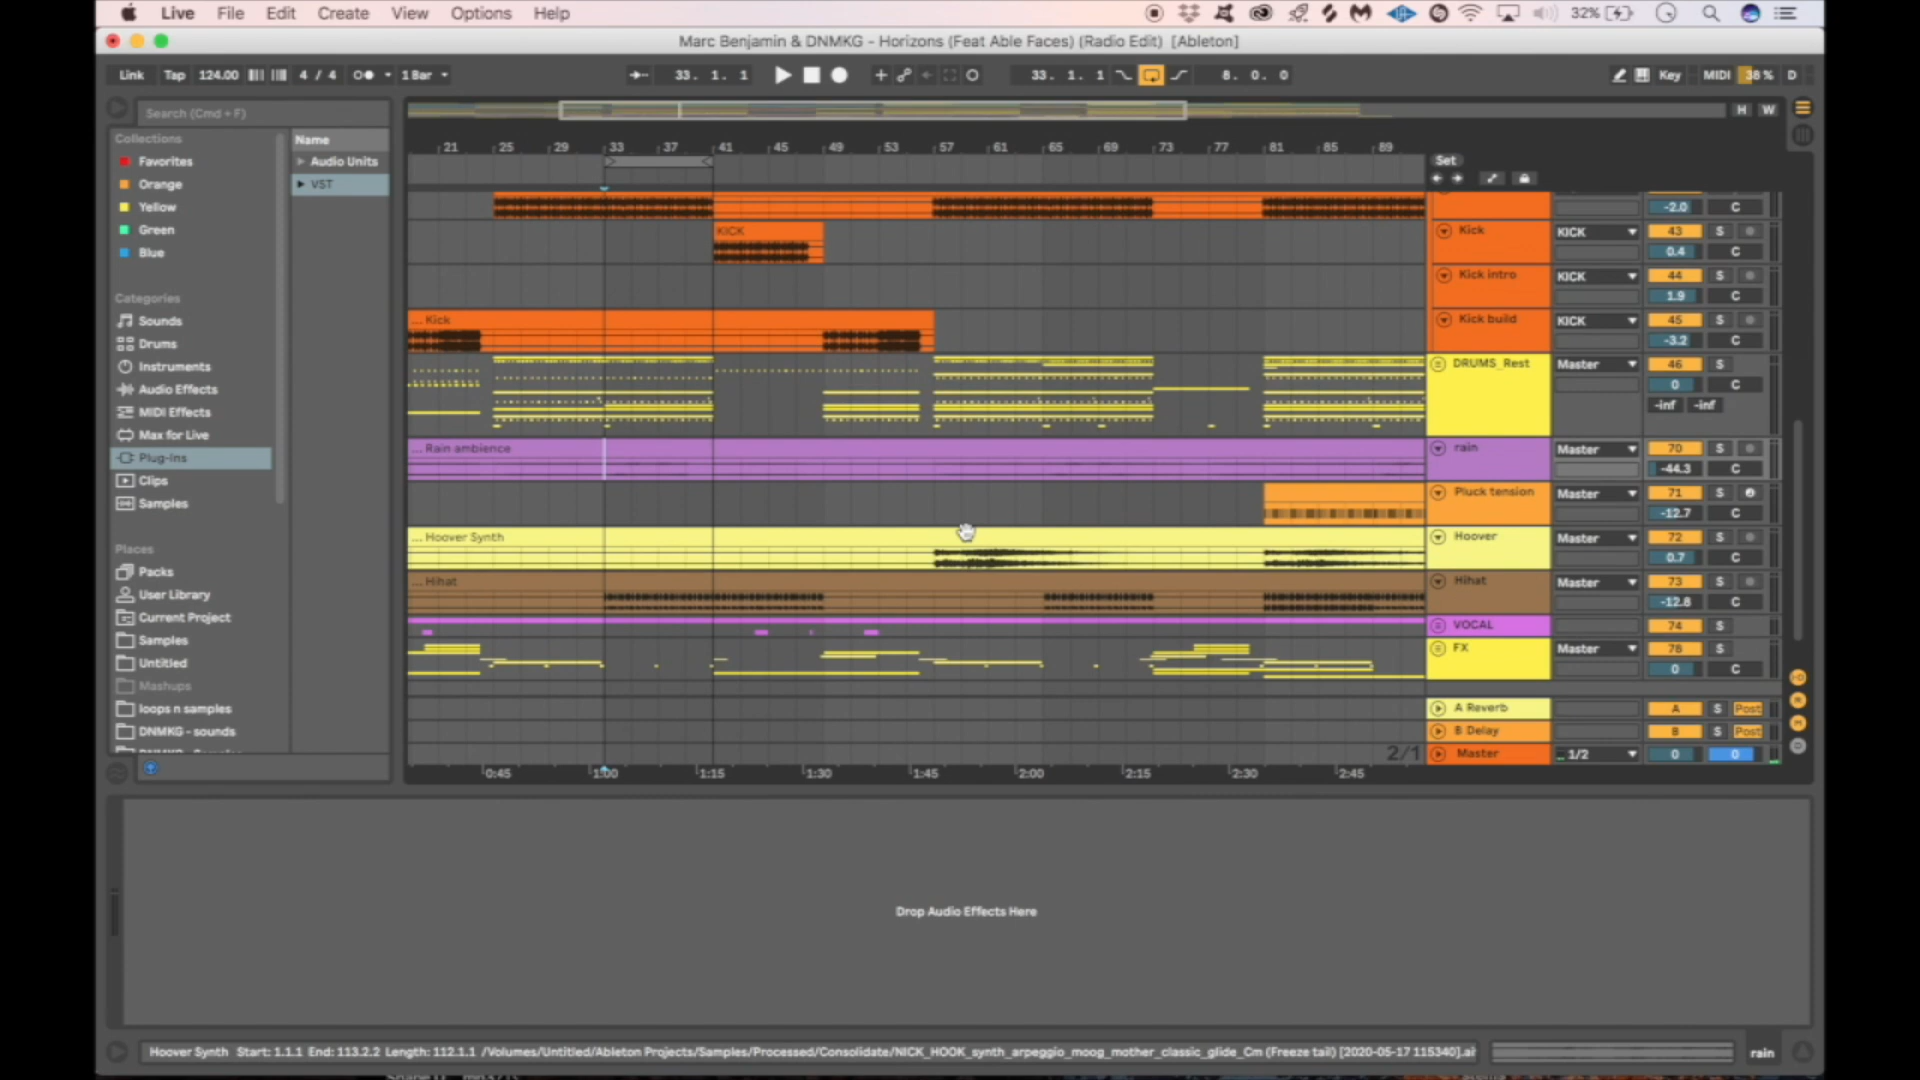 Live File Edit Create View Options Help 32%
Marc Benjamin & DNMKG - Horizons (Feat Able Faces) (Radio Edit) [Ableton]
Link Tap 124.00 4 / 4 1 Bar 33. 1. 1 33. 1. 1 8. 0. 0 Key MIDI 38 % D
Search (Cmd + F) H W
Collections
Name
Favorites
Audio Units
Orange
VST
Yellow
Green
Blue
Categories
Sounds
Drums
Instruments
Audio Effects
MIDI Effects
Max for Live
Plug-Ins
Clips
Samples
Places
Packs
User Library
Current Project
Samples
Untitled
Mashups
loops n samples
DNMKG - sounds
21 25 29 33 37 41 45 49 53 57 61 65 69 73 77 81 85 89
Set
-2.0 C
KICK Kick KICK 43 S
0.4 C
Kick intro KICK 44 S
1.9 C
... Kick Kick build KICK 45 S
-3.2 C
DRUMS_Rest Master 46 S
0 C
-inf -inf
... Rain ambience rain Master 70 S
-44.3 C
Pluck tension Master 71 S
-12.7 C
... Hoover Synth Hoover Master 72 S
0.7 C
... Hihat Hihat Master 73 S
-12.8 C
VOCAL 74 S
FX Master 78 S
0 C
A Reverb A S Post
B Delay B S Post
2/1 Master 1/2 0 0
0:45 1:00 1:15 1:30 1:45 2:00 2:15 2:30 2:45
Drop Audio Effects Here
Hoover Synth Start: 1.1.1 End: 113.2.2 Length: 112.1.1 /Volumes/Untitled/Ableton Projects/Samples/Processed/Consolidate/NICK_HOOK_synth_arpeggio_moog_mother_classic_glide_Cm (Freeze tail) [2020-05-17 115340].ai
rain